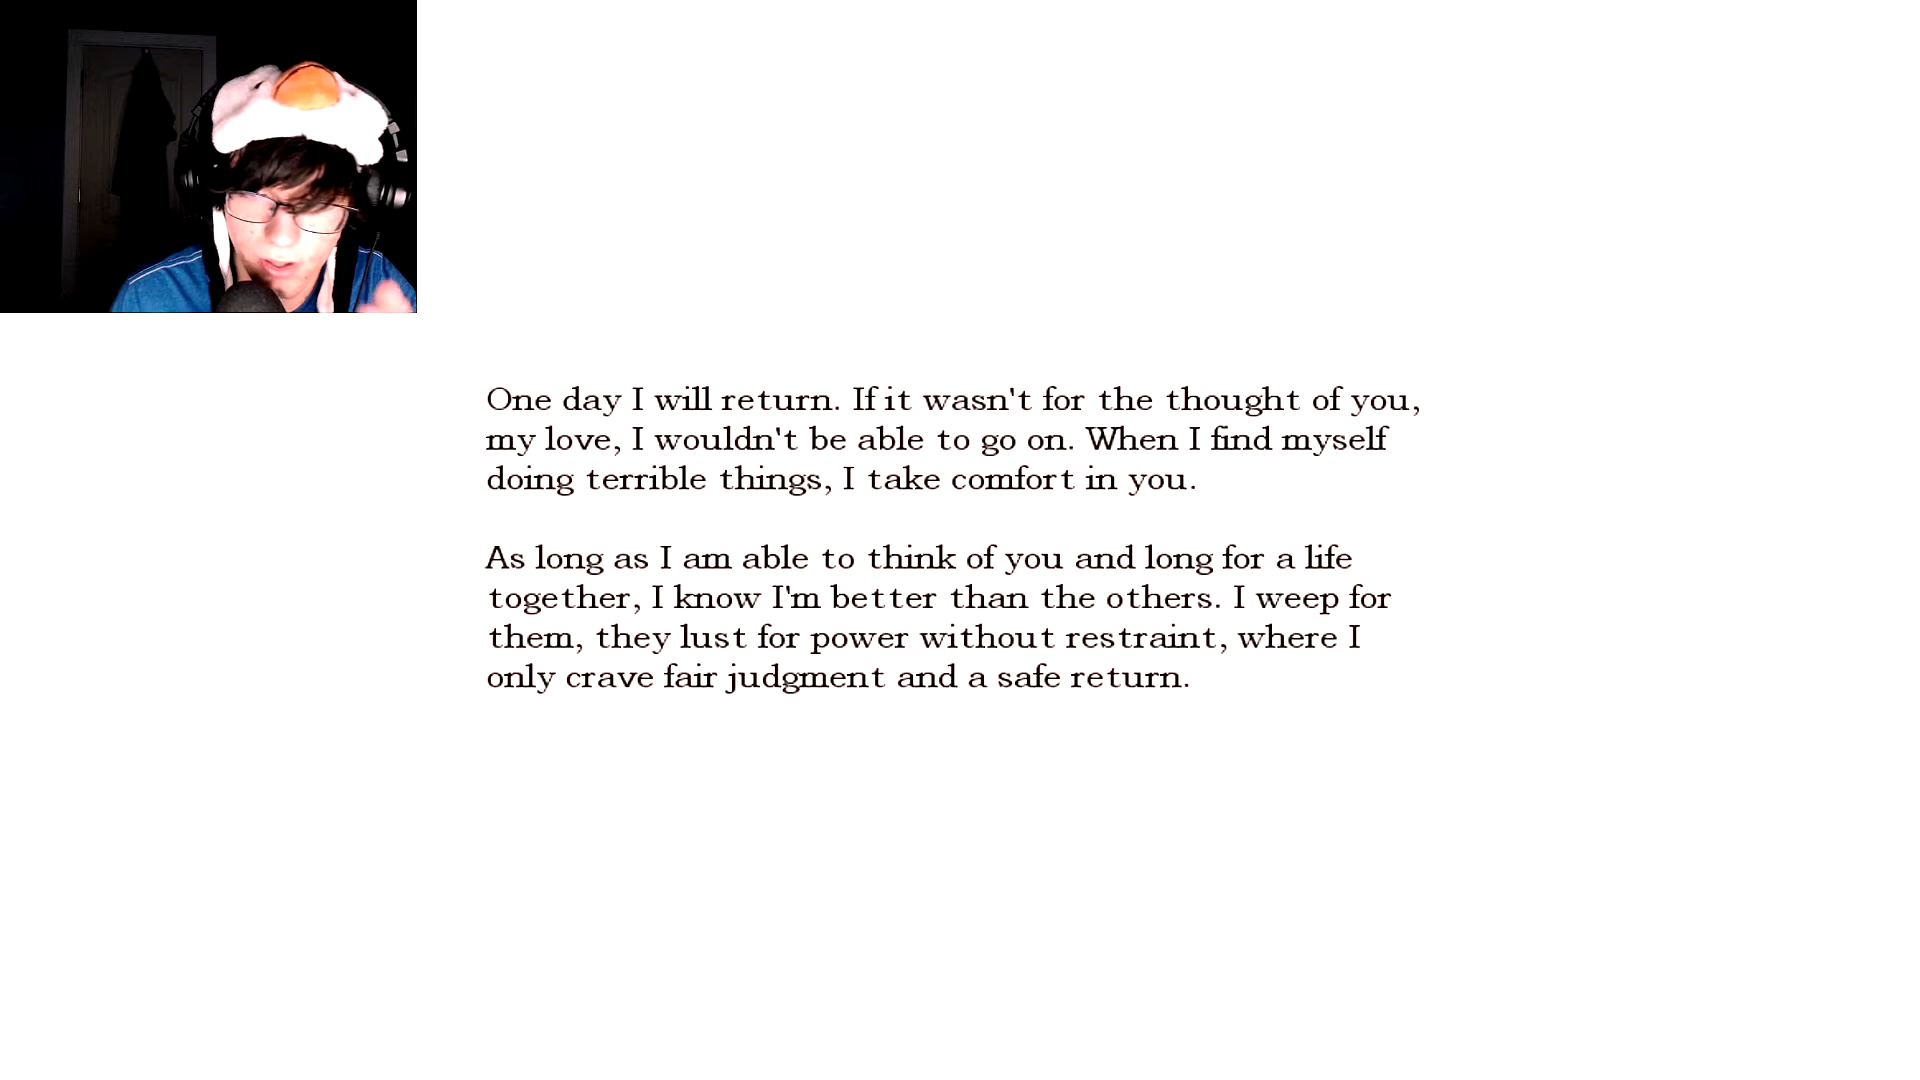 One day I will return. If it wasn't for the thought of you,
my love, I wouldn't be able to go on. When I find myself
doing terrible things, I take comfort in you.
As long as I am able to think of you and long for a life
together, I know I'm better than the others. I weep for
them, they lust for power without restraint, where I
only crave fair judgment and a safe return.